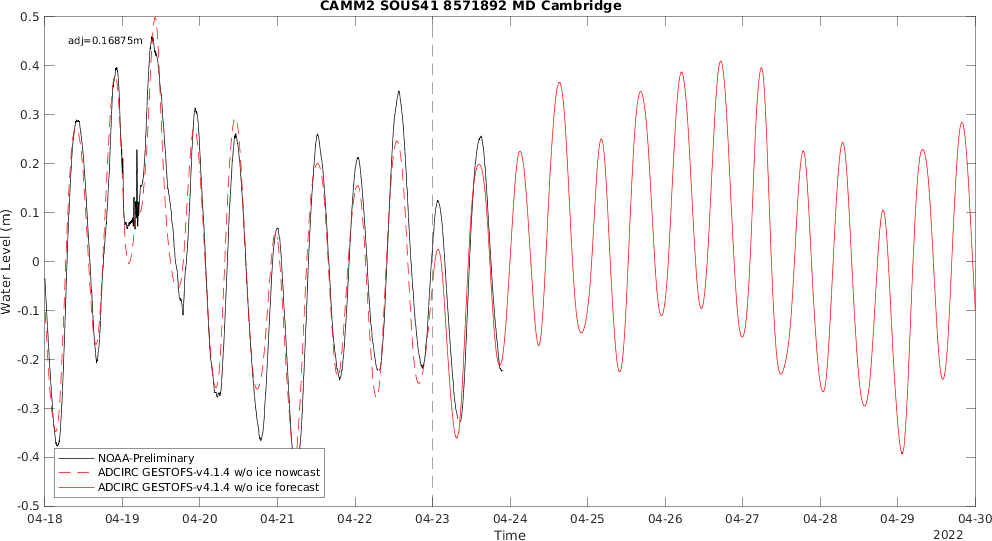 CAMM2 SOUS41 8571892 MD Cambridge
adj=0.16875m
Water Level (m)
0.5
0.4
0.3
0.2
0.1
0
-0.1
-0.2
-0.3
-0.4
-0.5
NOAA-Preliminary
ADCIRC GESTOFS-v4.1.4 w/o ice nowcast
ADCIRC GESTOFS-v4.1.4 w/o ice forecast
04-18 04-19 04-20 04-21 04-22 04-23 04-24 04-25 04-26 04-27 04-28 04-29 04-30
Time
2022